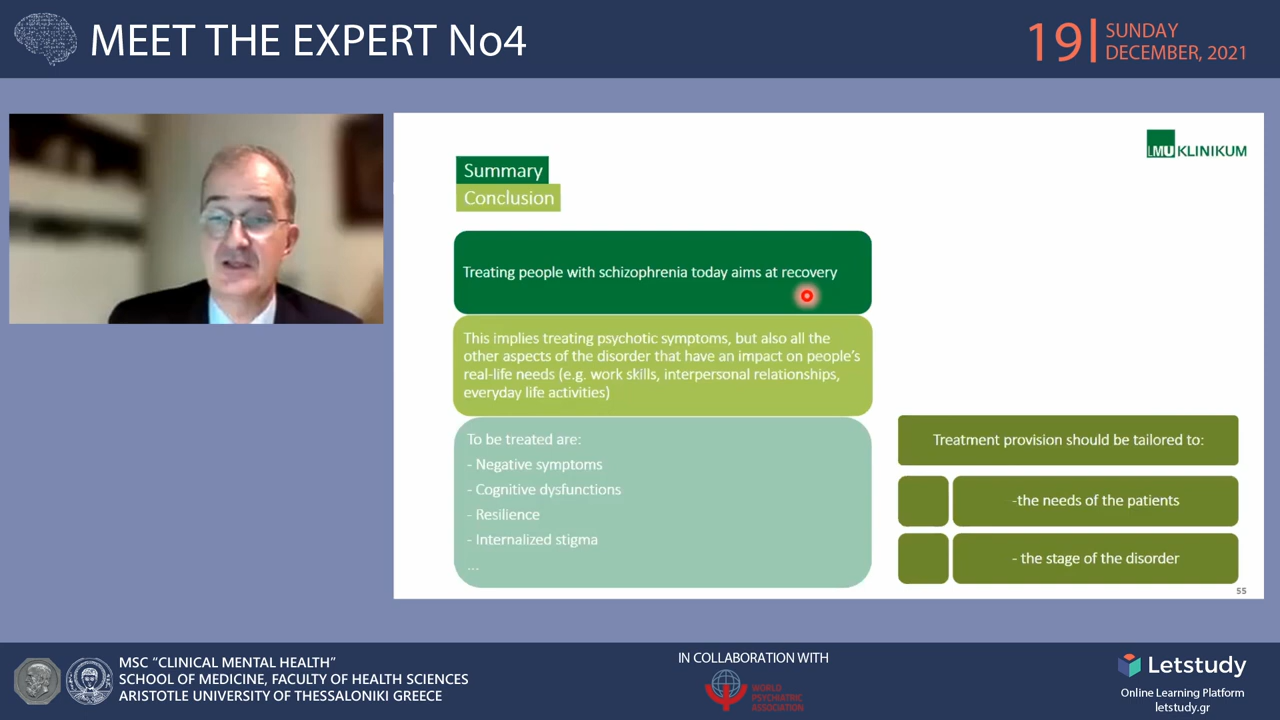 MEET THE EXPERT No4
19
SUNDAY
DECEMBER, 2021
LMU KLINIKUM
Summary
Conclusion
Treating people with schizophrenia today aims at recovery
This implies treating psychotic symptoms, but also all the
other aspects of the disorder that have an impact on people's
real-life needs (e.g. work skills, interpersonal relationships,
everyday life activities)
To be treated are:
- Negative symptoms
- Cognitive dysfunctions
- Resilience
- Internalized stigma
...
Treatment provision should be tailored to:
-the needs of the patients
- the stage of the disorder
55
MSC "CLINICAL MENTAL HEALTH"
SCHOOL OF MEDICINE, FACULTY OF HEALTH SCIENCES
ARISTOTLE UNIVERSITY OF THESSALONIKI GREECE
IN COLLABORATION WITH
WORLD
PSYCHIATRIC
ASSOCIATION
Letstudy
Online Learning Platform
letstudy.gr